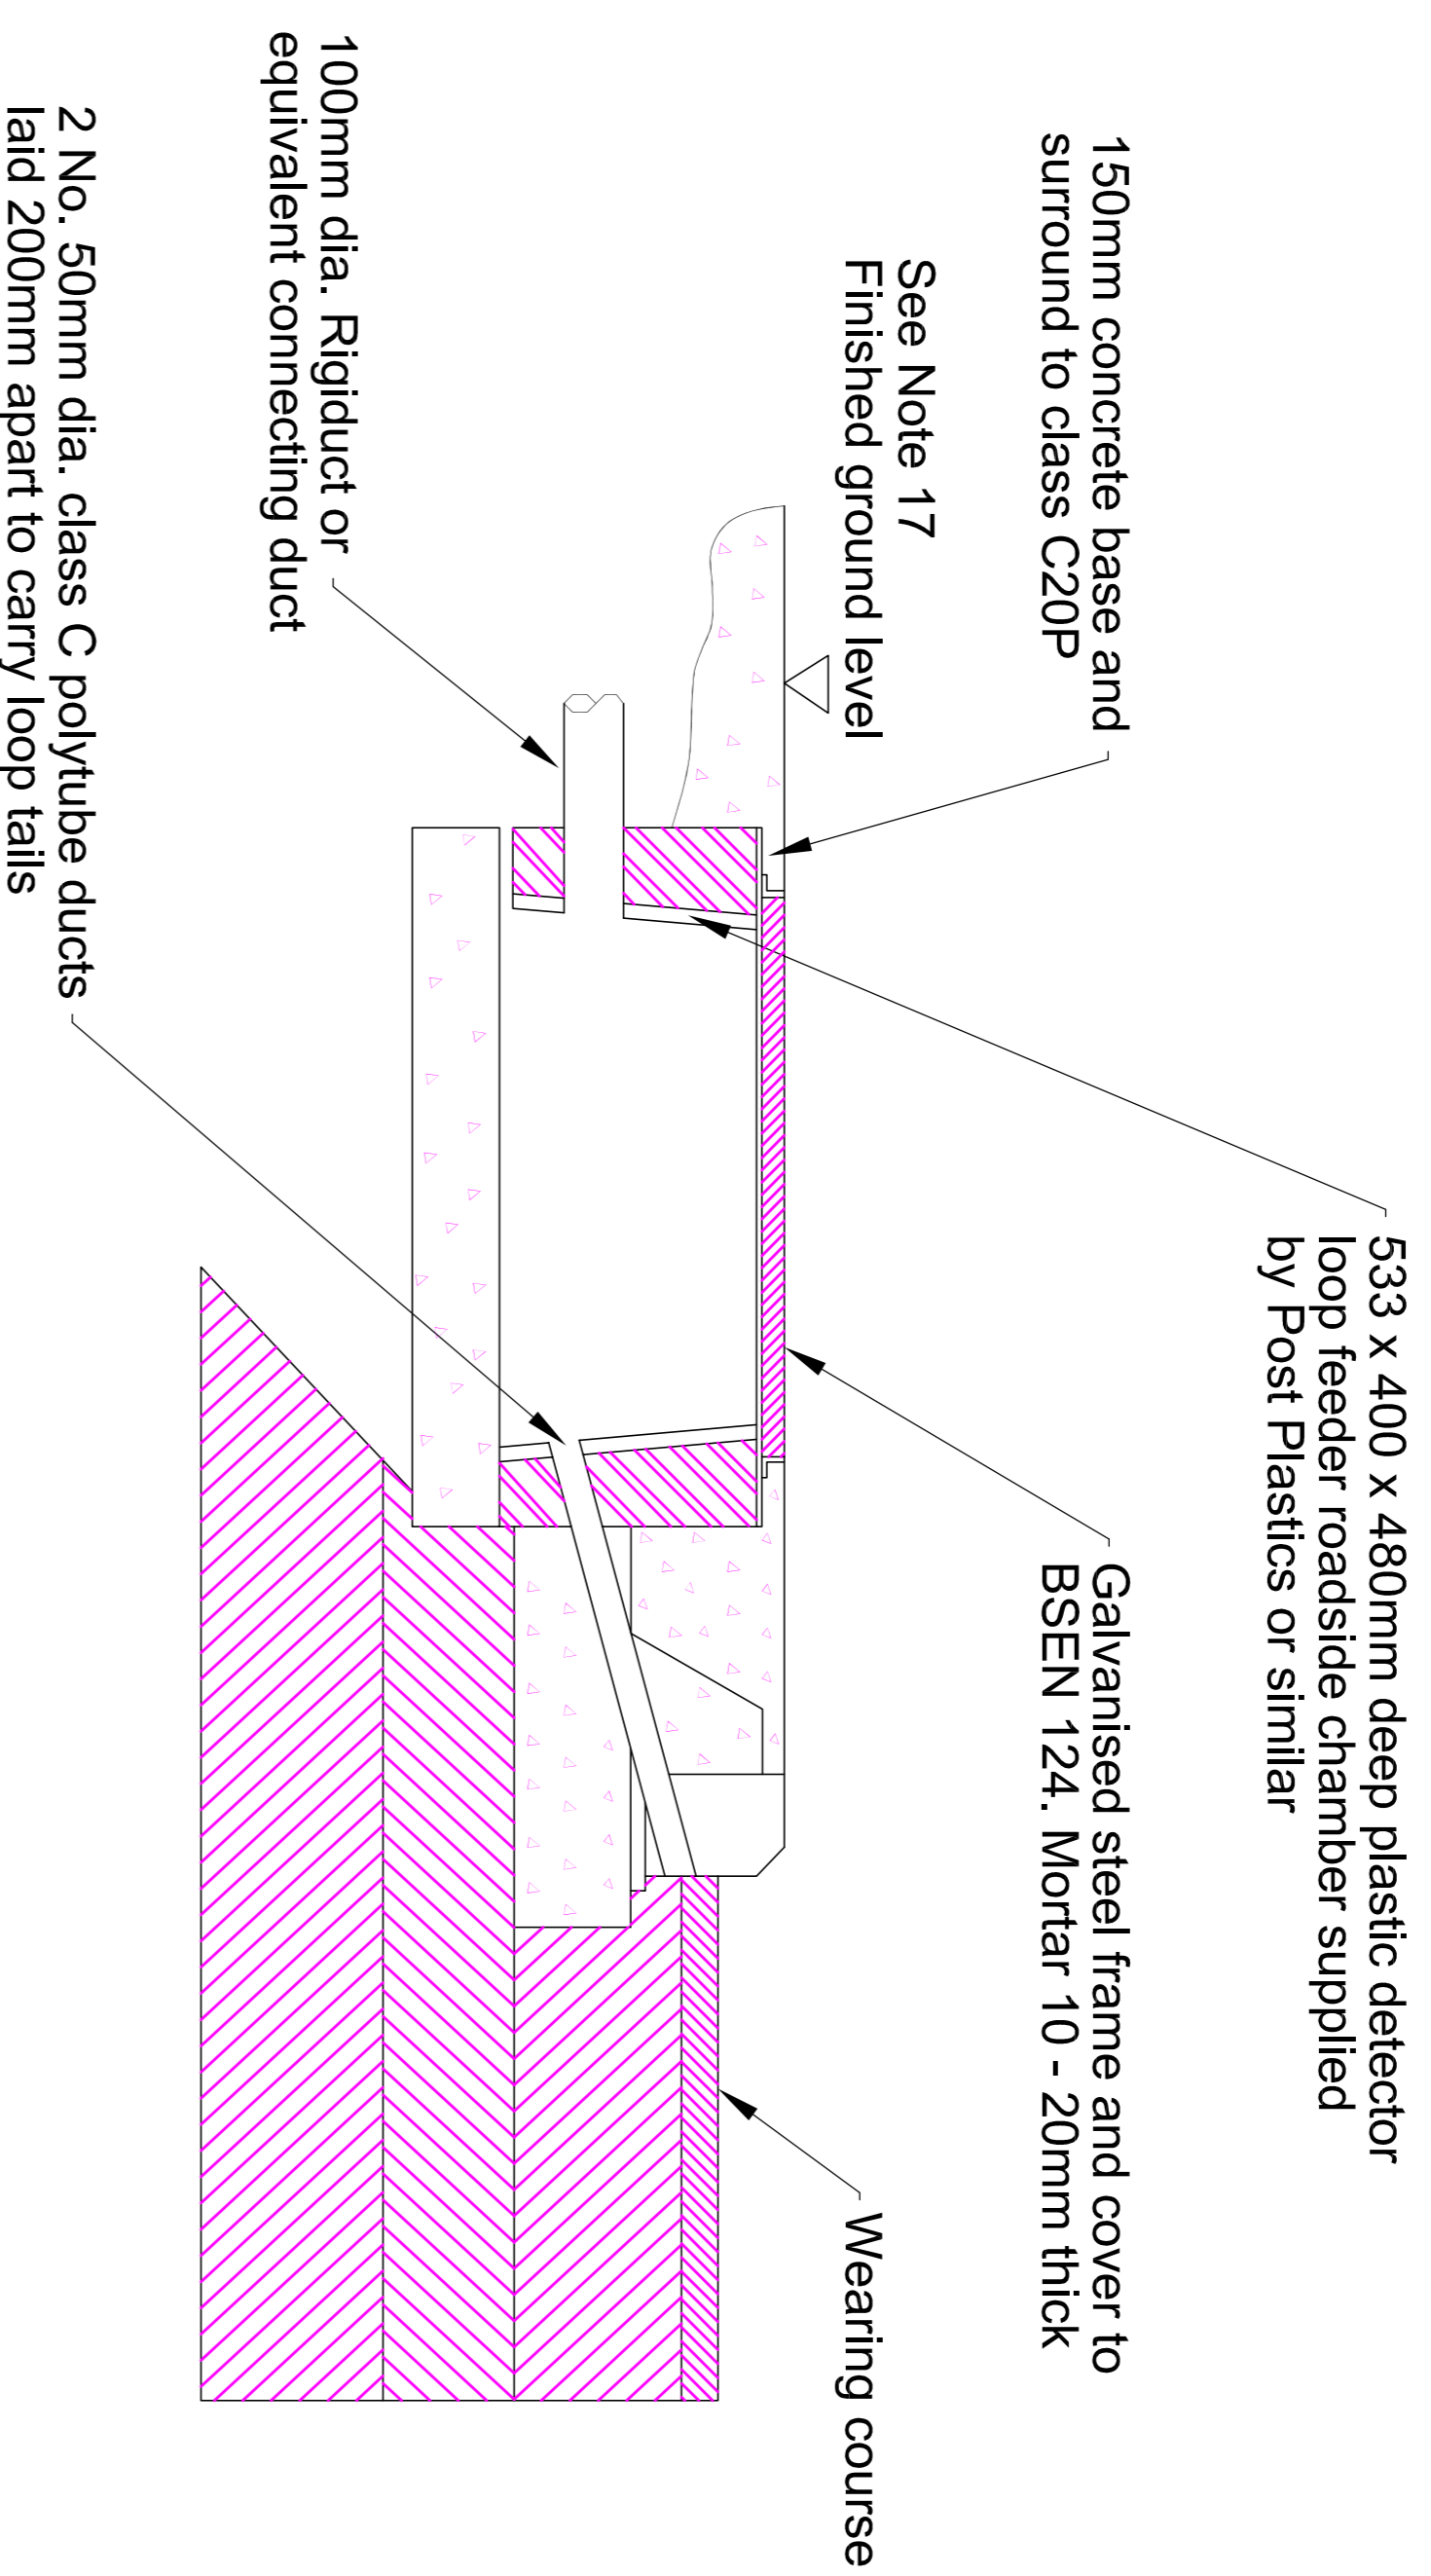 533 x 400 x 480mm deep plastic detector
loop feeder roadside chamber supplied
by Post Plastics or similar
150mm concrete base and
surround to class C20P
Galvanised steel frame and cover to
BSEN 124. Mortar 10 - 20mm thick
See Note 17
Finished ground level
Wearing course
100mm dia. Rigiduct or
equivalent connecting duct
2 No. 50mm dia. class C polytube ducts
laid 200mm apart to carry loop tails